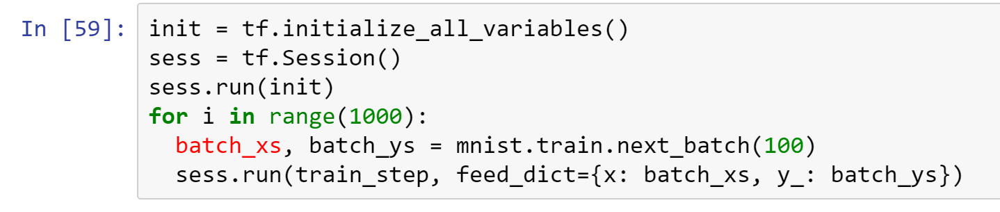 In [59]: init = tf.initialize_all_variables()
sess = tf.Session()
sess.run(init)
for i in range(1000):
  batch_xs, batch_ys = mnist.train.next_batch(100)
  sess.run(train_step, feed_dict={x: batch_xs, y_: batch_ys})